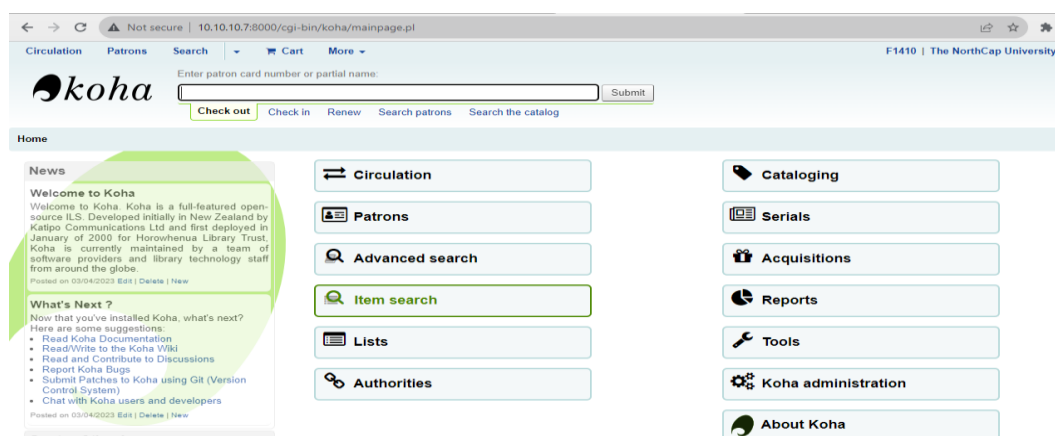 Not secure | 10.10.10.7:8000/cgi-bin/koha/mainpage.pl
Circulation Patrons Search Cart More F1410 | The NorthCap University
koha
Enter patron card number or partial name:
Submit
Check out Check in Renew Search patrons Search the catalog
Home
News
Welcome to Koha
Welcome to Koha. Koha is a full-featured open-
source ILS. Developed initially in New Zealand by
Katipo Communications Ltd and first deployed in
January of 2000 for Horowhenua Library Trust,
Koha is currently maintained by a team of
software providers and library technology staff
from around the globe.
Posted on 03/04/2023 Edit | Delete | New
What's Next ?
Now that you've installed Koha, what's next?
Here are some suggestions:
• Read Koha Documentation
• Read/Write to the Koha Wiki
• Read and Contribute to Discussions
• Report Koha Bugs
• Submit Patches to Koha using Git (Version
Control System)
• Chat with Koha users and developers
Posted on 03/04/2023 Edit | Delete | New
Circulation
Patrons
Advanced search
Item search
Lists
Authorities
Cataloging
Serials
Acquisitions
Reports
Tools
Koha administration
About Koha